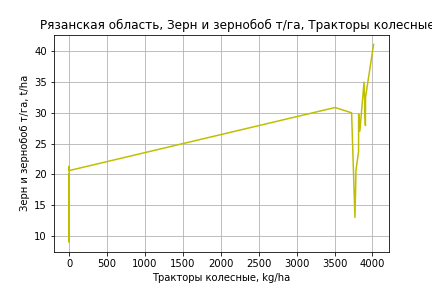 Рязанская область, Зерн и зернобоб т/га, Тракторы колесные
40
35
30
25
20
15
10
Зерн и зернобоб т/га, t/ha
0 500 1000 1500 2000 2500 3000 3500 4000
Тракторы колесные, kg/ha